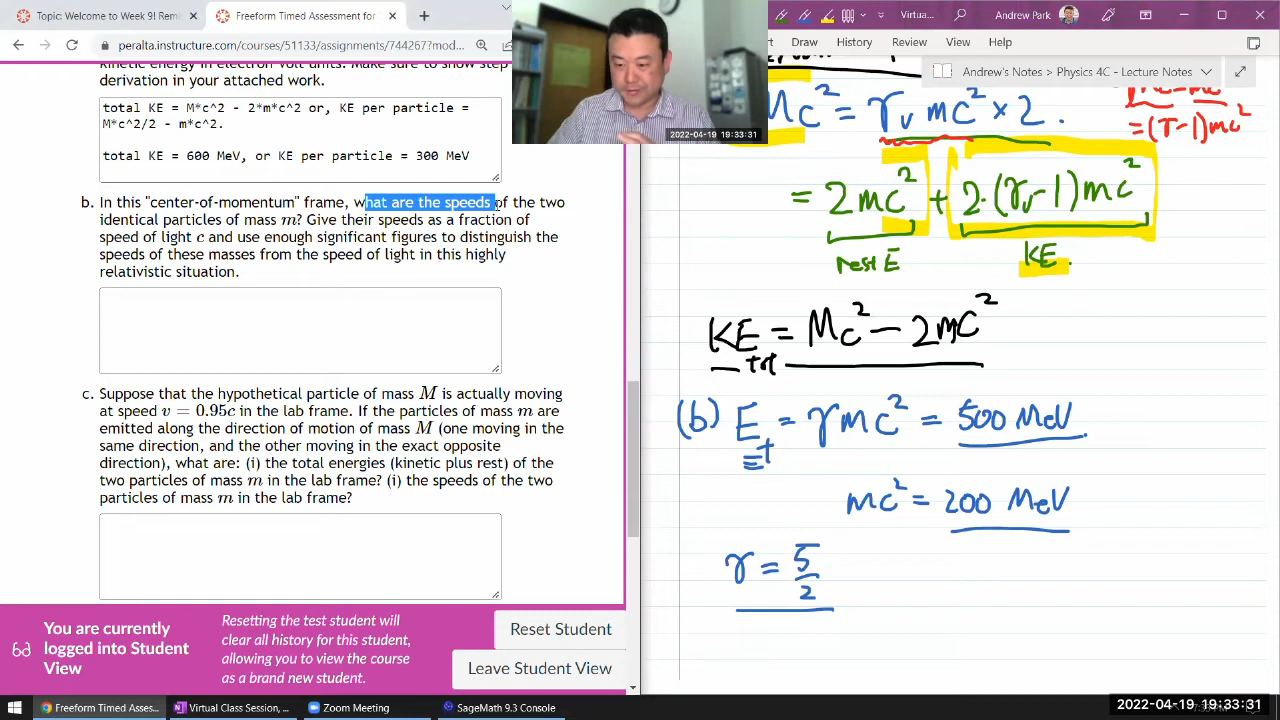 Topic: Welcome to Week 9! Rema
Freeform Timed Assessment for
peralta.instructure.com/courses/51133/assignments/744267?mod...
kinetic energy in electron volt units. Make sure to show step
derivation in your attached work.
total KE = M*c^2 - 2*m*c^2 or, KE per particle =
M*c^2/2 - m*c^2.
total KE = 600 MeV, or KE per particle = 300 MeV
b. In this "center-of-momentum" frame, what are the speeds of the two
identical particles of mass m? Give their speeds as a fraction of
speed of light c and use enough significant figures to distinguish the
speeds of these masses from the speed of light in this highly
relativistic situation.
c. Suppose that the hypothetical particle of mass M is actually moving
at speed v = 0.95c in the lab frame. If the particles of mass m are
emitted along the direction of motion of mass M (one moving in the
same direction, and the other moving in the exact opposite
direction), what are: (i) the total energies (kinetic plus rest) of the
two particles of mass m in the lab frame? (i) the speeds of the two
particles of mass m in the lab frame?
You are currently
logged into Student
View
Resetting the test student will
clear all history for this student,
allowing you to view the course
as a brand new student.
Reset Student
Leave Student View
2022-04-19 19:33:31
Virtual...
Andrew Park
Draw History Review View Help
Andrew's Notes › Physics 4C - Lecture Notes
Mc² = γᵥ mc² × 2.
= (γ-1)mc²
= 2mc² + 2·(γᵥ-1)mc²
rest E
KE.
KE tot = Mc² - 2mc²
(b) E t = γmc² = 500 MeV
mc² = 200 MeV
γ = 5/2
Freeform Timed Asses...
Virtual Class Session, ...
Zoom Meeting
SageMath 9.3 Console
2022-04-19 19:33:31